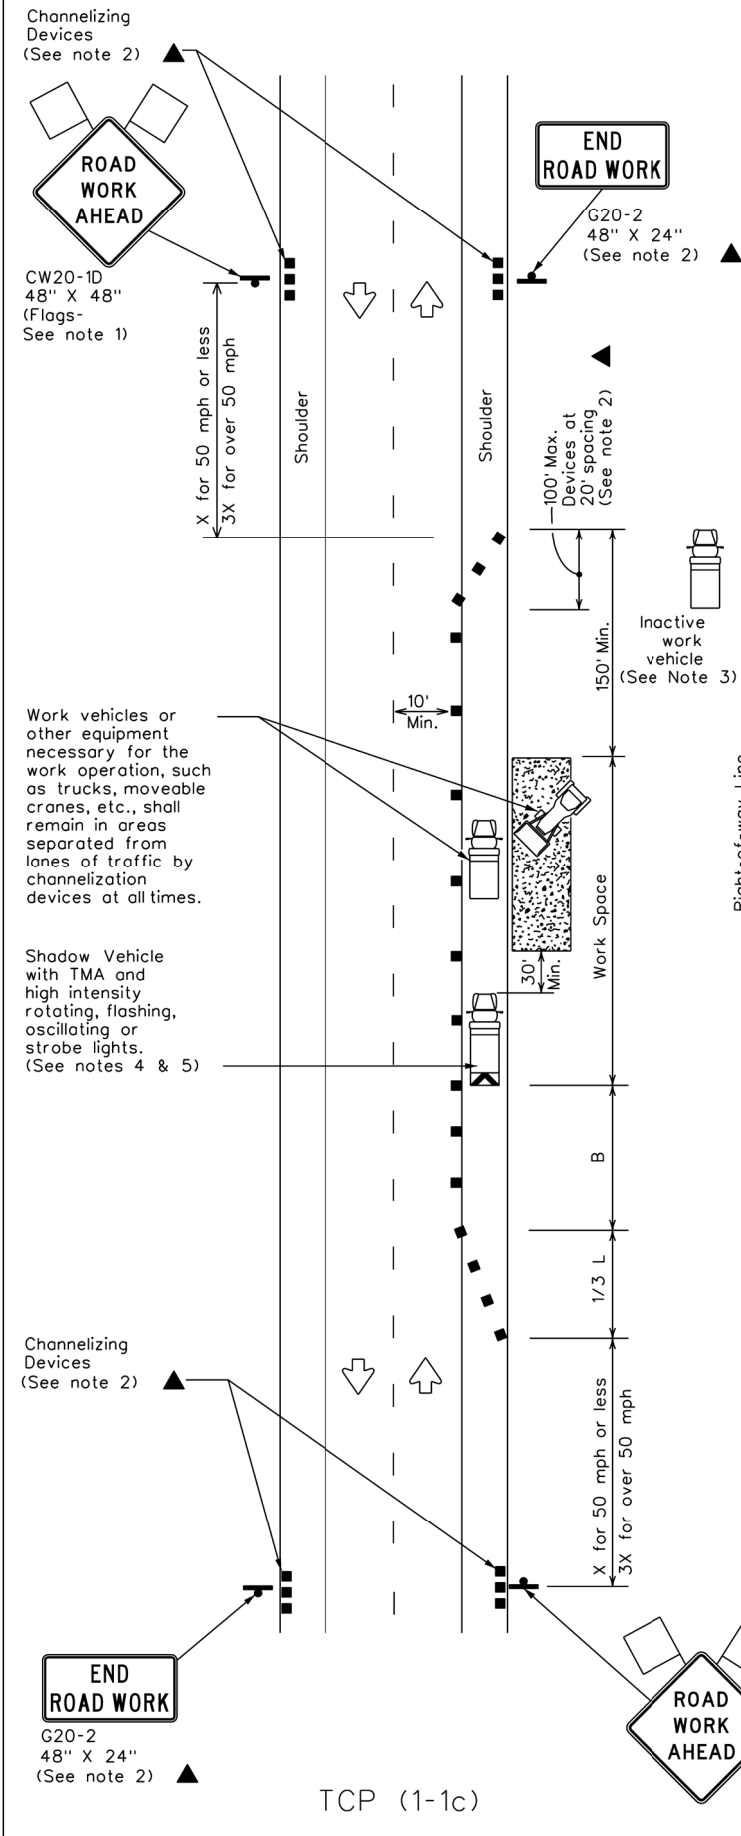 Channelizing
Devices
(See note 2)
ROAD
WORK
AHEAD
CW20-1D
48" X 48"
(Flags-
See note 1)
END
ROAD WORK
G20-2
48" X 24"
(See note 2)
X for 50 mph or less
3X for over 50 mph
Shoulder
Shoulder
100' Max.
Devices at
20' spacing
(See note 2)
Inactive
work
vehicle
(See Note 3)
150' Min.
10'
Min.
Work vehicles or
other equipment
necessary for the
work operation, such
as trucks, moveable
cranes, etc., shall
remain in areas
separated from
lanes of traffic by
channelization
devices at all times.
Right-of-way Line
Work Space
30'
Min.
Shadow Vehicle
with TMA and
high intensity
rotating, flashing,
oscillating or
strobe lights.
(See notes 4 & 5)
B
1/3 L
Channelizing
Devices
(See note 2)
X for 50 mph or less
3X for over 50 mph
END
ROAD WORK
G20-2
48" X 24"
(See note 2)
ROAD
WORK
AHEAD
TCP (1-1c)